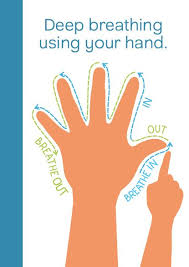 Deep breathing
using your hand.
IN
OUT
BREATHE OUT
BREATHE IN